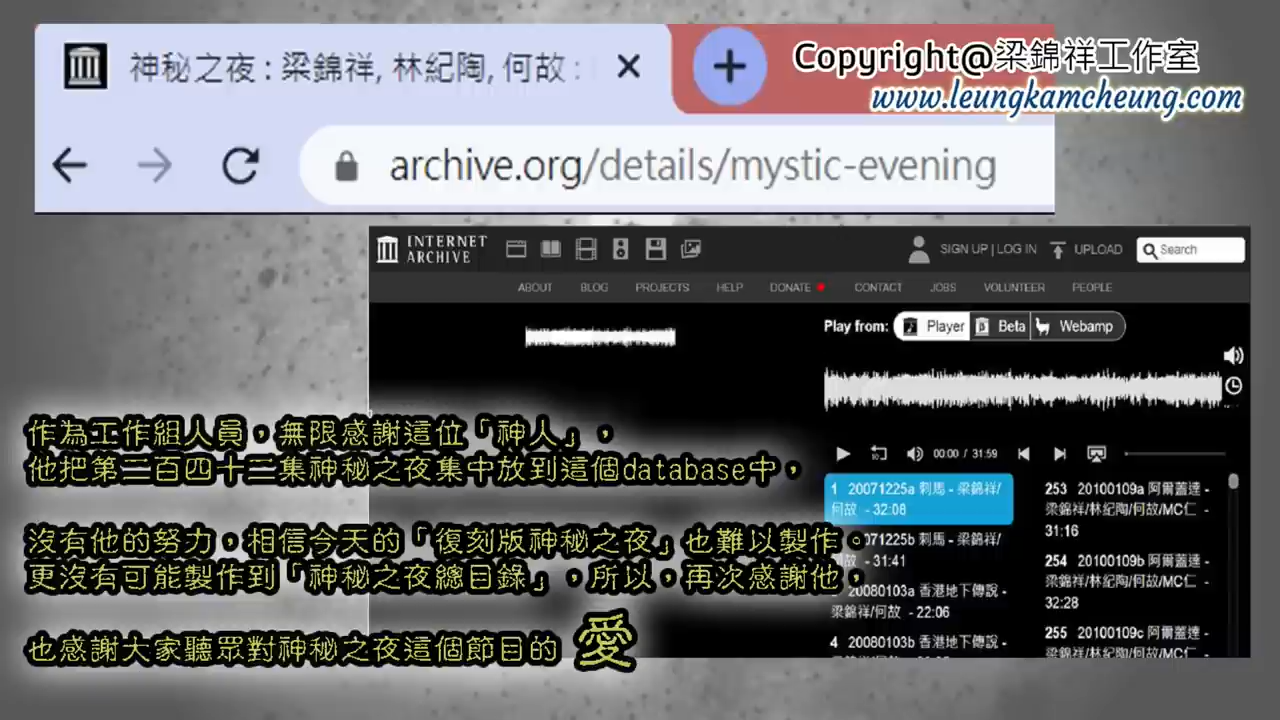 神秘之夜 : 梁錦祥, 林紀陶, 何故 :
Copyright@梁錦祥工作室
www.leungkamcheung.com
archive.org/details/mystic-evening
INTERNET ARCHIVE
SIGN UP | LOG IN
UPLOAD
Search
ABOUT BLOG PROJECTS HELP DONATE CONTACT JOBS VOLUNTEER PEOPLE
Play from: Player Beta Webamp
00:00 / 31:59
1 20071225a 刺馬 - 梁錦祥/
何故 - 32:08
20071225b 刺馬 - 梁錦祥/
何故 - 31:41
20080103a 香港地下傳說 -
梁錦祥/何故 - 22:06
4 20080103b 香港地下傳說 -
253 20100109a 阿爾蓋達 -
梁錦祥/林紀陶/何故/MC仁 -
31:16
254 20100109b 阿爾蓋達 -
梁錦祥/林紀陶/何故/MC仁 -
32:28
255 20100109c 阿爾蓋達 -
梁錦祥/林紀陶/何故/MC仁 -
作為工作組人員，無限感謝這位「神人」，
他把第二百四十二集神秘之夜集中放到這個database中，
沒有他的努力，相信今天的「復刻版神秘之夜」也難以製作。
更沒有可能製作到「神秘之夜總目錄」，所以，再次感謝他，
也感謝大家聽眾對神秘之夜這個節目的 愛